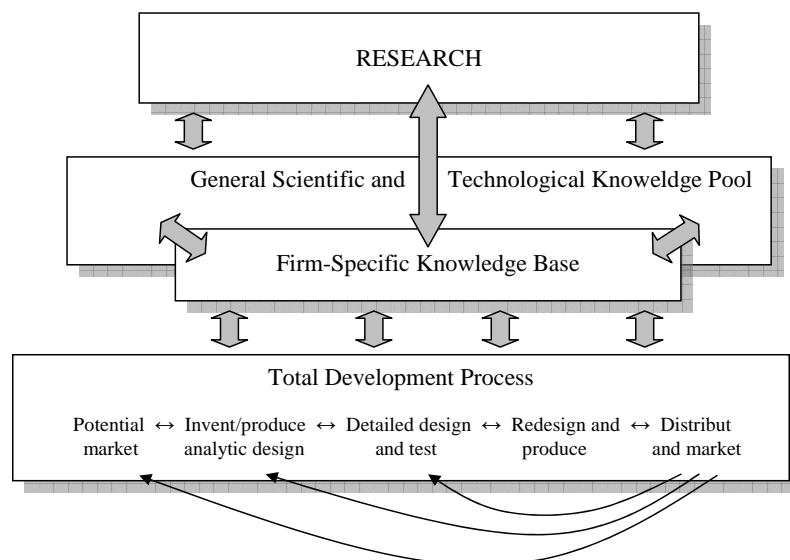 RESEARCH
General Scientific and Technological Knoweldge Pool
Firm-Specific Knowledge Base
Total Development Process
Potential ↔ Invent/produce ↔ Detailed design ↔ Redesign and ↔ Distribut
market analytic design and test produce and market